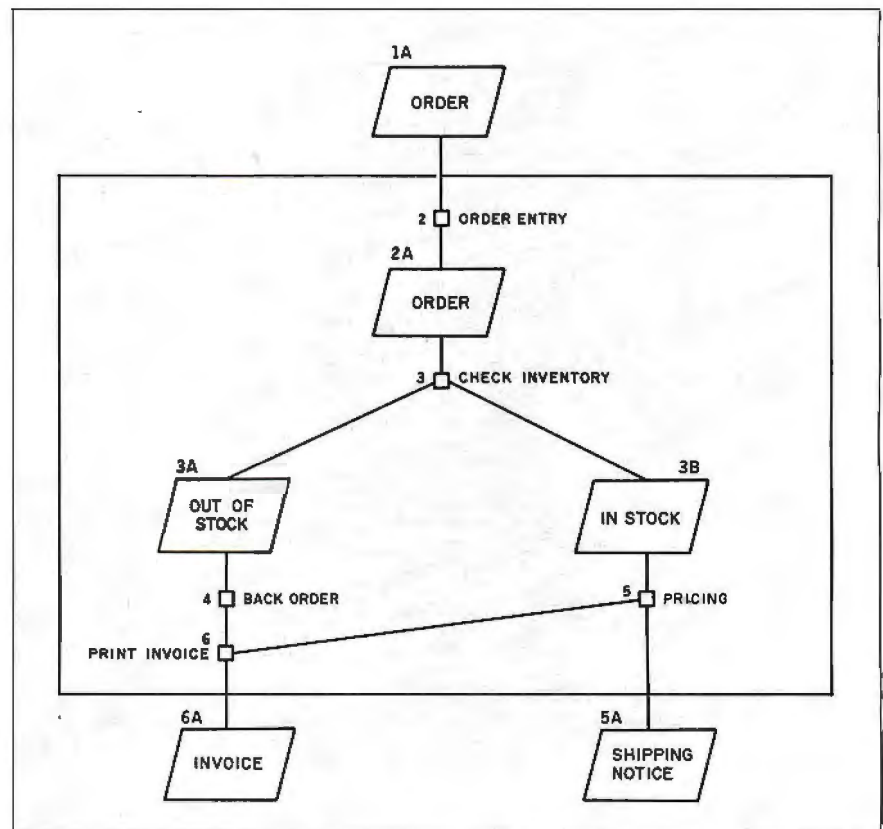 1A
ORDER
2 ORDER ENTRY
2A
ORDER
3 CHECK INVENTORY
3A
OUT OF
STOCK
3B
IN STOCK
4 BACK ORDER
5 PRICING
6
PRINT INVOICE
6A
INVOICE
5A
SHIPPING
NOTICE